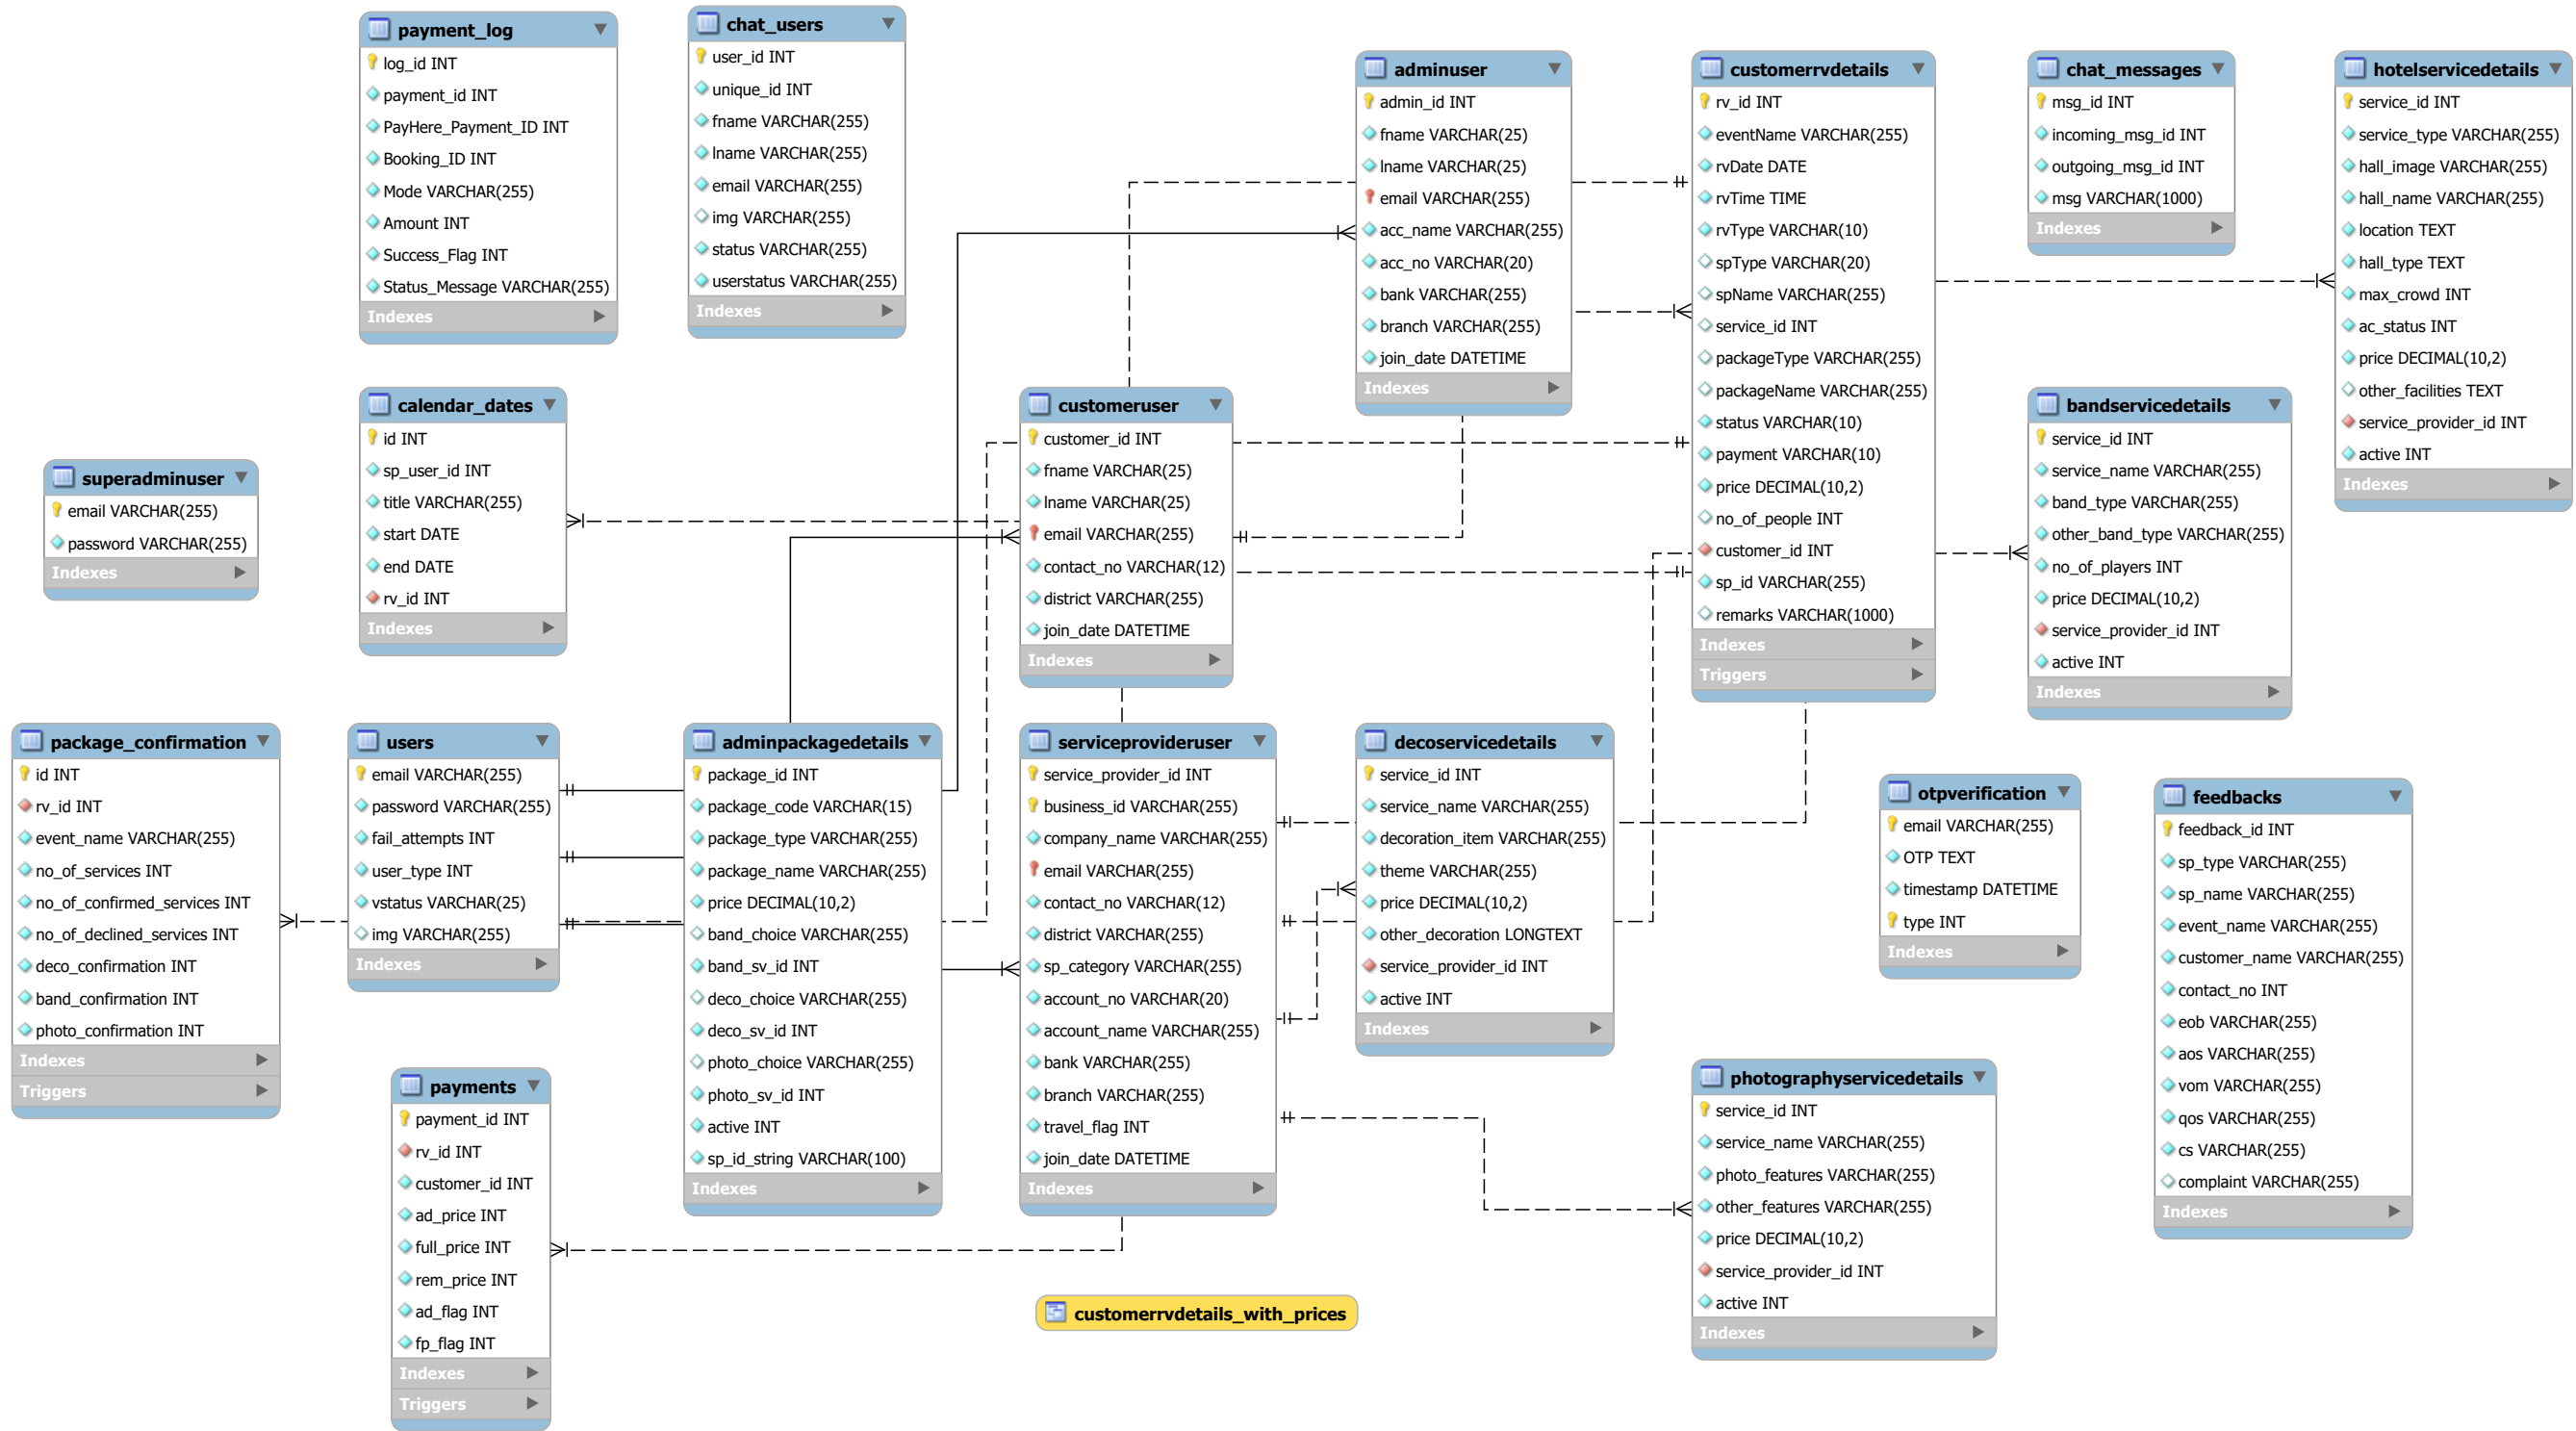 payment_log
log_id INT
payment_id INT
PayHere_Payment_ID INT
Booking_ID INT
Mode VARCHAR(255)
Amount INT
Success_Flag INT
Status_Message VARCHAR(255)
Indexes
chat_users
user_id INT
unique_id INT
fname VARCHAR(255)
lname VARCHAR(255)
email VARCHAR(255)
img VARCHAR(255)
status VARCHAR(255)
userstatus VARCHAR(255)
Indexes
adminuser
admin_id INT
fname VARCHAR(25)
lname VARCHAR(25)
email VARCHAR(255)
acc_name VARCHAR(255)
acc_no VARCHAR(20)
bank VARCHAR(255)
branch VARCHAR(255)
join_date DATETIME
Indexes
customerrvdetails
rv_id INT
eventName VARCHAR(255)
rvDate DATE
rvTime TIME
rvType VARCHAR(10)
spType VARCHAR(20)
spName VARCHAR(255)
service_id INT
packageType VARCHAR(255)
packageName VARCHAR(255)
status VARCHAR(10)
payment VARCHAR(10)
price DECIMAL(10,2)
no_of_people INT
customer_id INT
sp_id VARCHAR(255)
remarks VARCHAR(1000)
Indexes
Triggers
chat_messages
msg_id INT
incoming_msg_id INT
outgoing_msg_id INT
msg VARCHAR(1000)
Indexes
hotelservicedetails
service_id INT
service_type VARCHAR(255)
hall_image VARCHAR(255)
hall_name VARCHAR(255)
location TEXT
hall_type TEXT
max_crowd INT
ac_status INT
price DECIMAL(10,2)
other_facilities TEXT
service_provider_id INT
active INT
Indexes
superadminuser
email VARCHAR(255)
password VARCHAR(255)
Indexes
calendar_dates
id INT
sp_user_id INT
title VARCHAR(255)
start DATE
end DATE
rv_id INT
Indexes
customeruser
customer_id INT
fname VARCHAR(25)
lname VARCHAR(25)
email VARCHAR(255)
contact_no VARCHAR(12)
district VARCHAR(255)
join_date DATETIME
Indexes
bandservicedetails
service_id INT
service_name VARCHAR(255)
band_type VARCHAR(255)
other_band_type VARCHAR(255)
no_of_players INT
price DECIMAL(10,2)
service_provider_id INT
active INT
Indexes
package_confirmation
id INT
rv_id INT
event_name VARCHAR(255)
no_of_services INT
no_of_confirmed_services INT
no_of_declined_services INT
deco_confirmation INT
band_confirmation INT
photo_confirmation INT
Indexes
Triggers
users
email VARCHAR(255)
password VARCHAR(255)
fail_attempts INT
user_type INT
vstatus VARCHAR(25)
img VARCHAR(255)
Indexes
adminpackagedetails
package_id INT
package_code VARCHAR(15)
package_type VARCHAR(255)
package_name VARCHAR(255)
price DECIMAL(10,2)
band_choice VARCHAR(255)
band_sv_id INT
deco_choice VARCHAR(255)
deco_sv_id INT
photo_choice VARCHAR(255)
photo_sv_id INT
active INT
sp_id_string VARCHAR(100)
Indexes
serviceprovideruser
service_provider_id INT
business_id VARCHAR(255)
company_name VARCHAR(255)
email VARCHAR(255)
contact_no VARCHAR(12)
district VARCHAR(255)
sp_category VARCHAR(255)
account_no VARCHAR(20)
account_name VARCHAR(255)
bank VARCHAR(255)
branch VARCHAR(255)
travel_flag INT
join_date DATETIME
Indexes
decoservicedetails
service_id INT
service_name VARCHAR(255)
decoration_item VARCHAR(255)
theme VARCHAR(255)
price DECIMAL(10,2)
other_decoration LONGTEXT
service_provider_id INT
active INT
Indexes
otpverification
email VARCHAR(255)
OTP TEXT
timestamp DATETIME
type INT
Indexes
feedbacks
feedback_id INT
sp_type VARCHAR(255)
sp_name VARCHAR(255)
event_name VARCHAR(255)
customer_name VARCHAR(255)
contact_no INT
eob VARCHAR(255)
aos VARCHAR(255)
vom VARCHAR(255)
qos VARCHAR(255)
cs VARCHAR(255)
complaint VARCHAR(255)
Indexes
payments
payment_id INT
rv_id INT
customer_id INT
ad_price INT
full_price INT
rem_price INT
ad_flag INT
fp_flag INT
Indexes
Triggers
photographyservicedetails
service_id INT
service_name VARCHAR(255)
photo_features VARCHAR(255)
other_features VARCHAR(255)
price DECIMAL(10,2)
service_provider_id INT
active INT
Indexes
customerrvdetails_with_prices